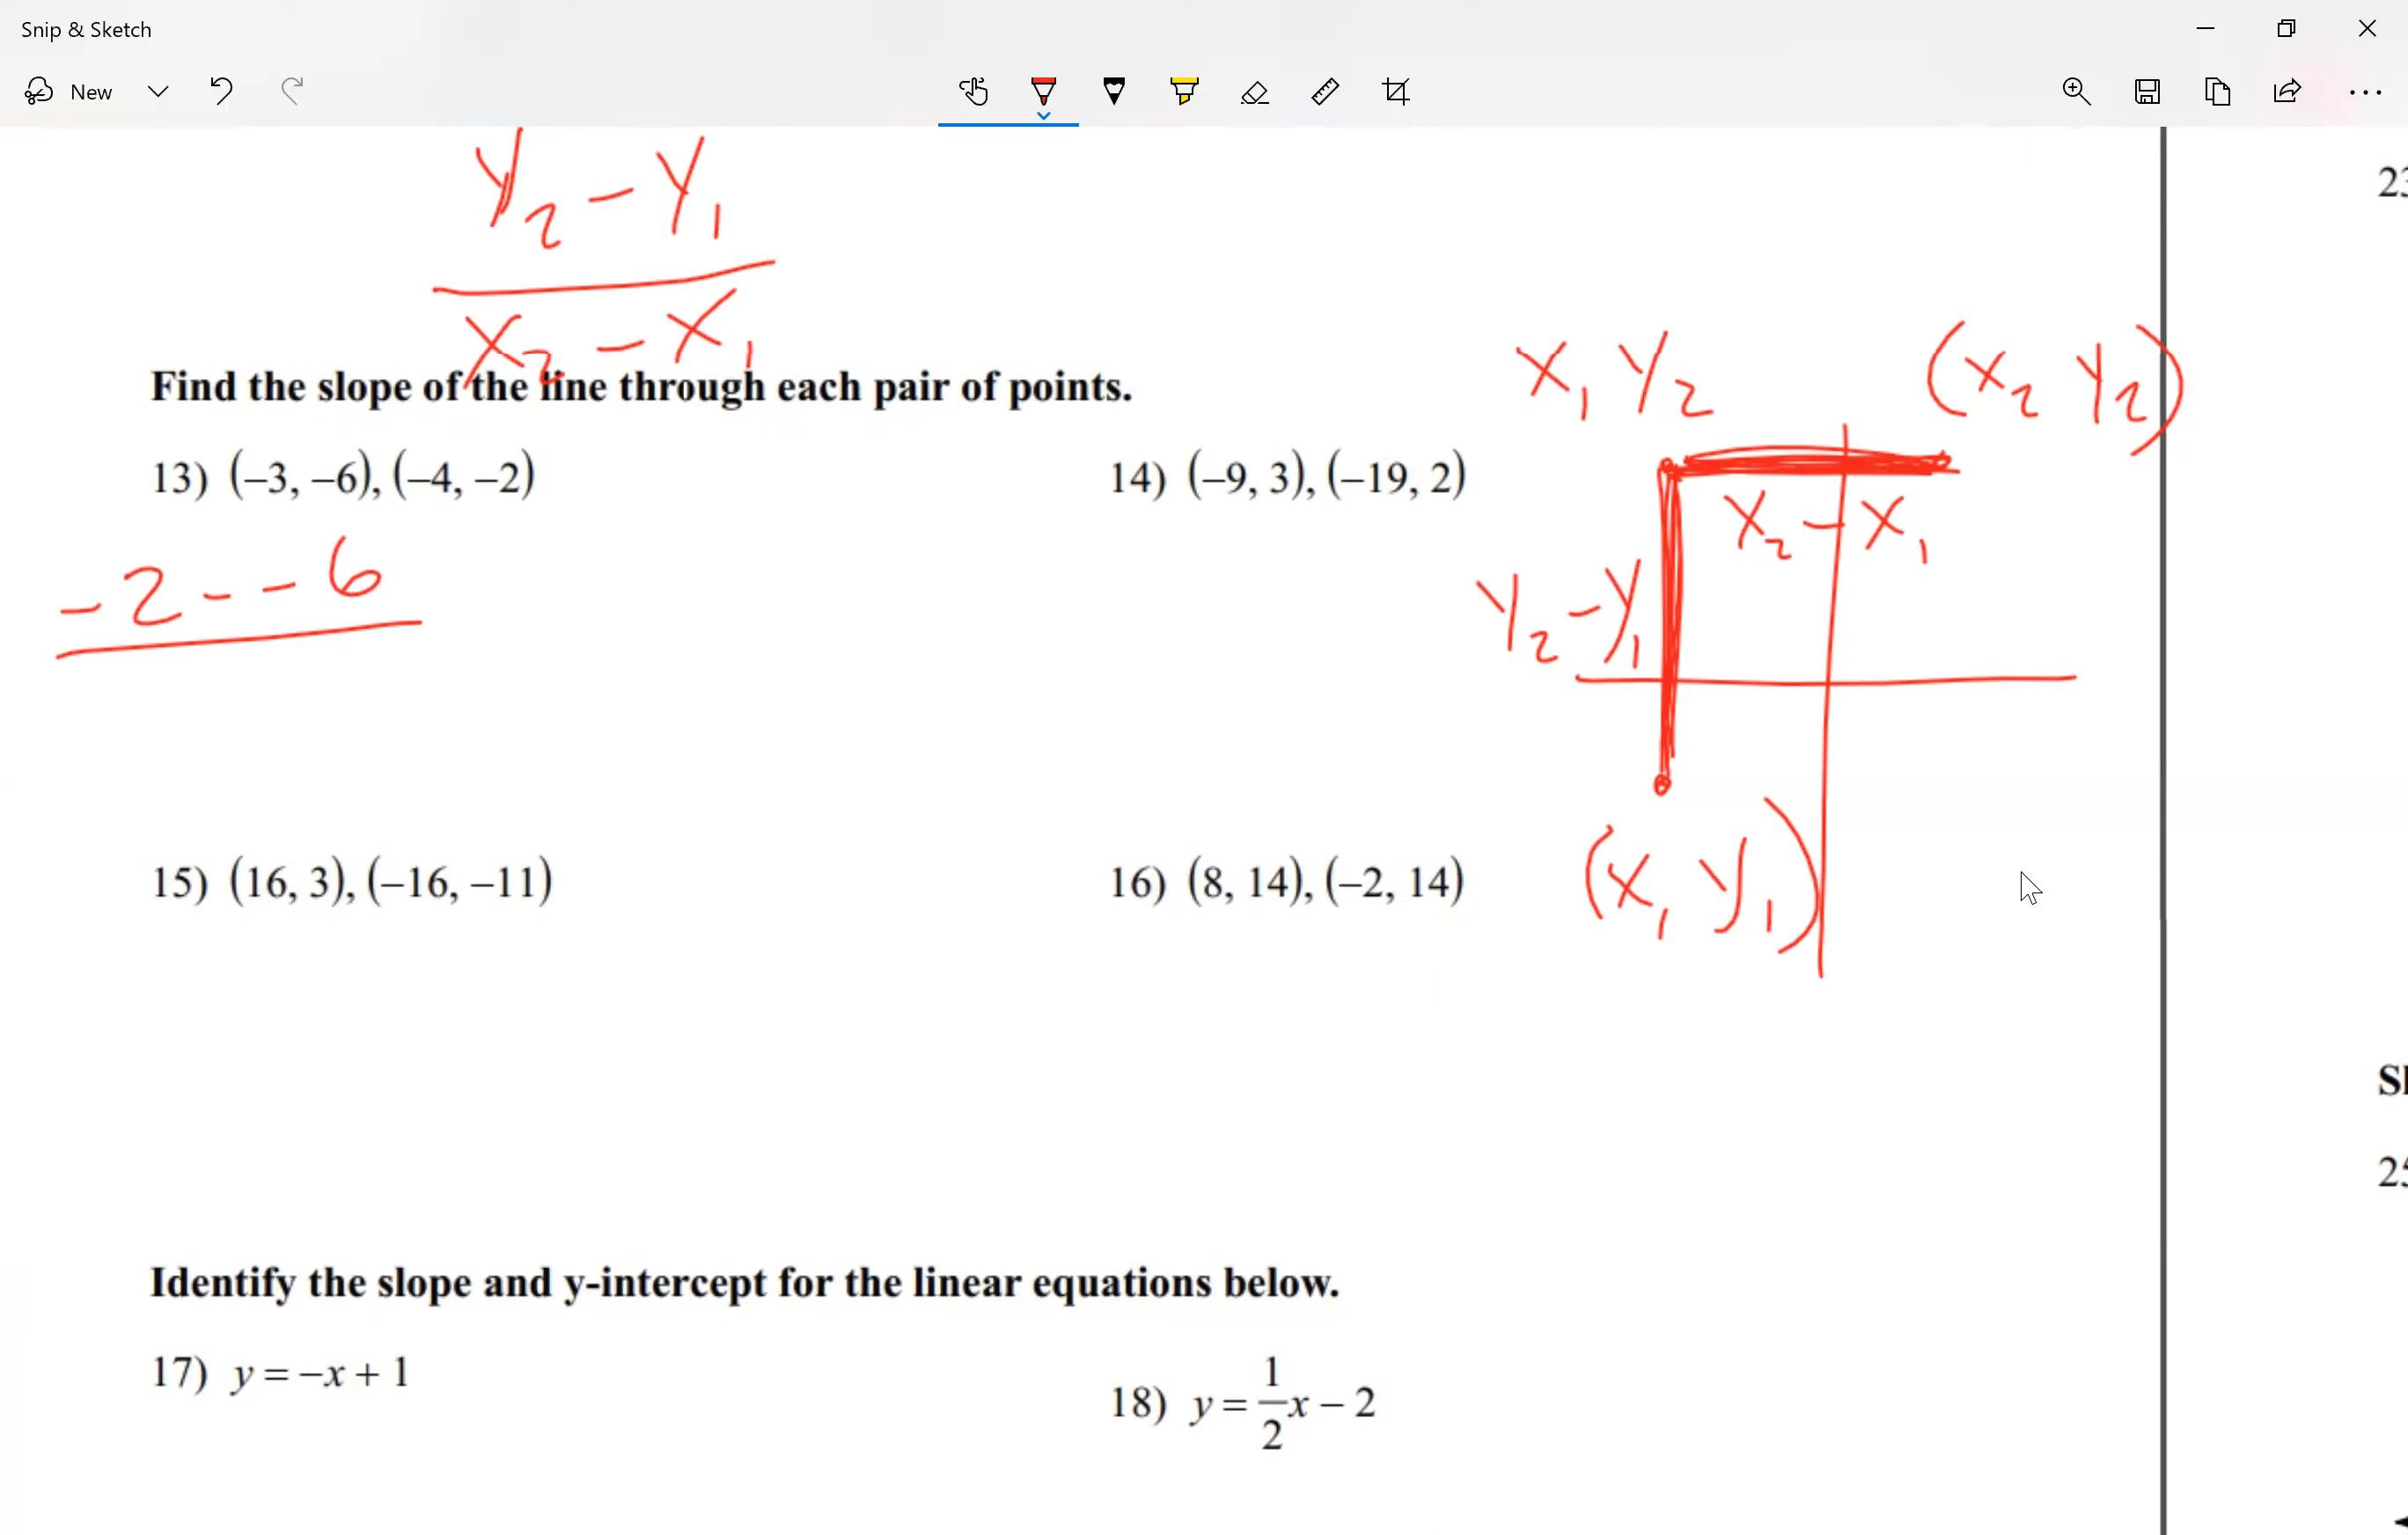 Snip & Sketch
New
Y2 - Y1
X2 - X1
Find the slope of the line through each pair of points.
13) (–3, –6), (–4, –2)
-2 - -6
14) (–9, 3), (–19, 2)
X1 Y2
(X2 Y2)
X2 - X1
Y2 - Y1
(X1 Y1)
15) (16, 3), (–16, –11)
16) (8, 14), (–2, 14)
Identify the slope and y-intercept for the linear equations below.
17) y = –x + 1
18) y = 1/2 x – 2